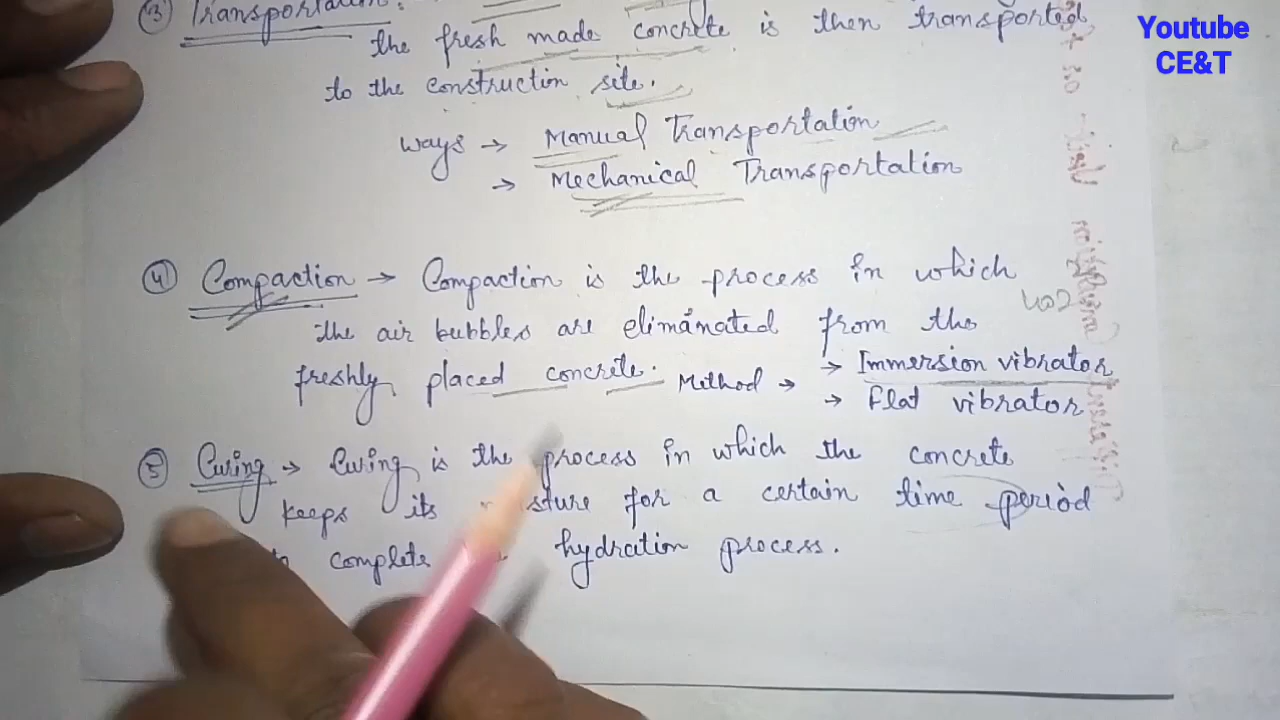 ③ Transportation:
the fresh made concrete is then transported
to the construction site.
ways → Manual Transportation
→ Mechanical Transportation
④ Compaction → Compaction is the process in which
the air bubbles are elimanated from the
freshly placed concrete. Method → → Immersion vibrator
→ flat vibrator
⑤ Curing → Curing is the process in which the concrete
keeps its for a certain time period
to complete hydration process.
Youtube
CE&T